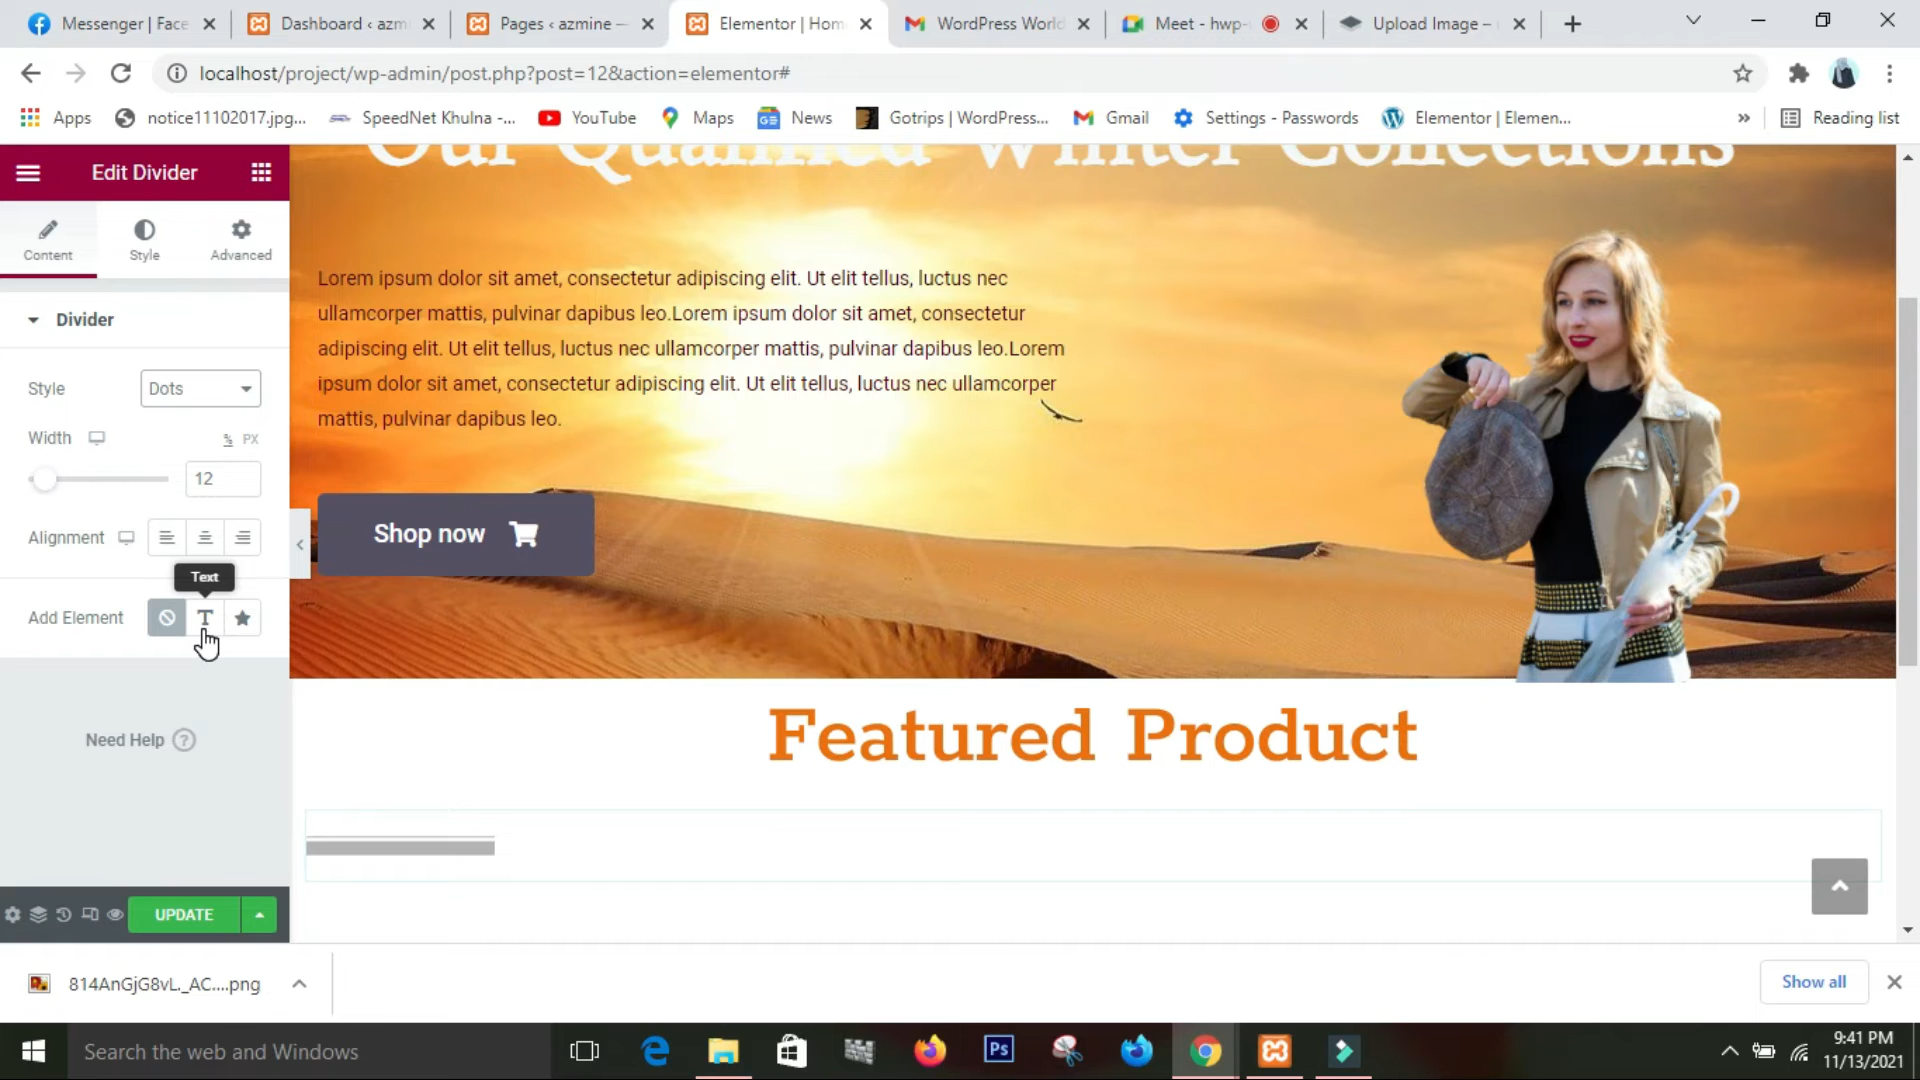 Messenger | Face
Dashboard ‹ azm
Pages ‹ azmine —
Elementor | Hom
WordPress World
Meet - hwp-
Upload Image –
localhost/project/wp-admin/post.php?post=12&action=elementor#
Apps
notice11102017.jpg...
SpeedNet Khulna -...
YouTube
Maps
News
Gotrips | WordPress...
Gmail
Settings - Passwords
Elementor | Elemen...
»
Reading list
Edit Divider
Content
Style
Advanced
Divider
Style
Dots
Width
% PX
12
Alignment
Text
Add Element
Need Help
UPDATE
Our Qualified Winter Collections
Lorem ipsum dolor sit amet, consectetur adipiscing elit. Ut elit tellus, luctus nec
ullamcorper mattis, pulvinar dapibus leo.Lorem ipsum dolor sit amet, consectetur
adipiscing elit. Ut elit tellus, luctus nec ullamcorper mattis, pulvinar dapibus leo.Lorem
ipsum dolor sit amet, consectetur adipiscing elit. Ut elit tellus, luctus nec ullamcorper
mattis, pulvinar dapibus leo.
Shop now
Featured Product
814AnGjG8vL._AC....png
Show all
Search the web and Windows
Ps
9:41 PM
11/13/2021